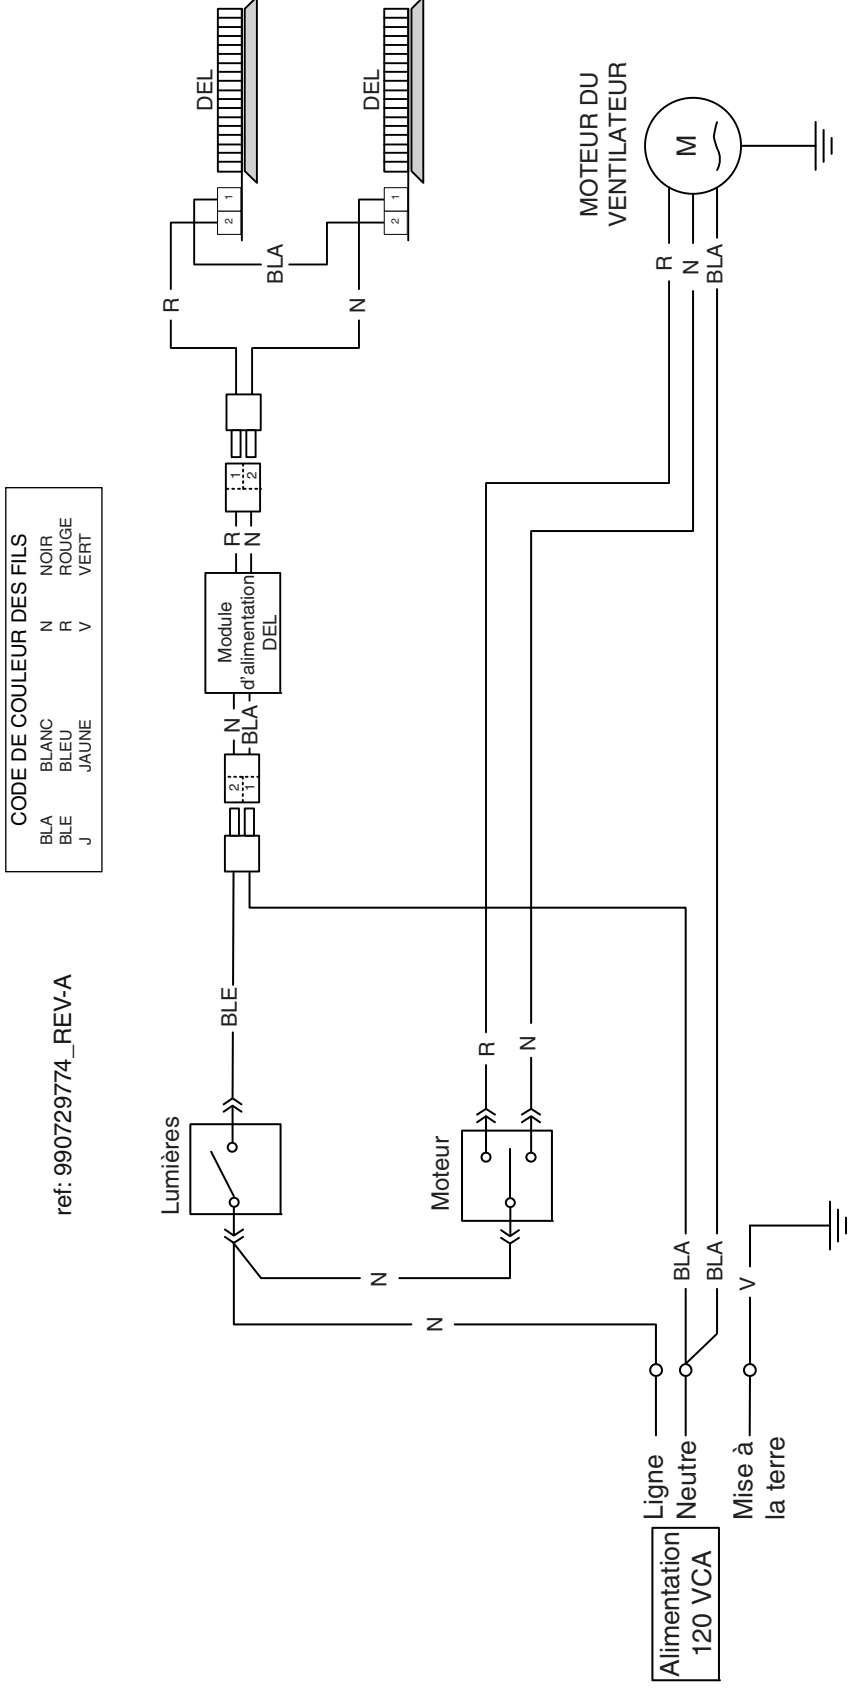 CODE DE COULEUR DES FILS
BLA BLANC N NOIR
BLE BLEU R ROUGE
J JAUNE V VERT
ref: 990729774_REV-A
Lumières
BLE
N
BLA
2
1
Module
d'alimentation
DEL
R
N
1
2
R
BLA
N
2
1
DEL
2
1
DEL
Moteur
R
N
N
N
R
N
BLA
MOTEUR DU
VENTILATEUR
M
BLA
BLA
V
Ligne
Neutre
Mise à
la terre
Alimentation
120 VCA